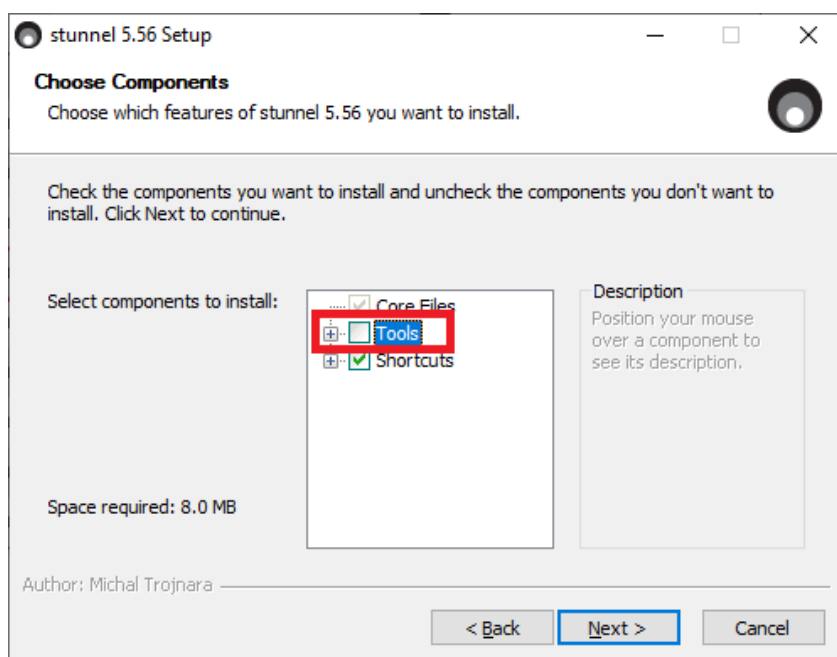 stunnel 5.56 Setup
Choose Components
Choose which features of stunnel 5.56 you want to install.
Check the components you want to install and uncheck the components you don't want to
install. Click Next to continue.
Select components to install:
Core Files
Tools
Shortcuts
Description
Position your mouse
over a component to
see its description.
Space required: 8.0 MB
Author: Michal Trojnara
< Back
Next >
Cancel